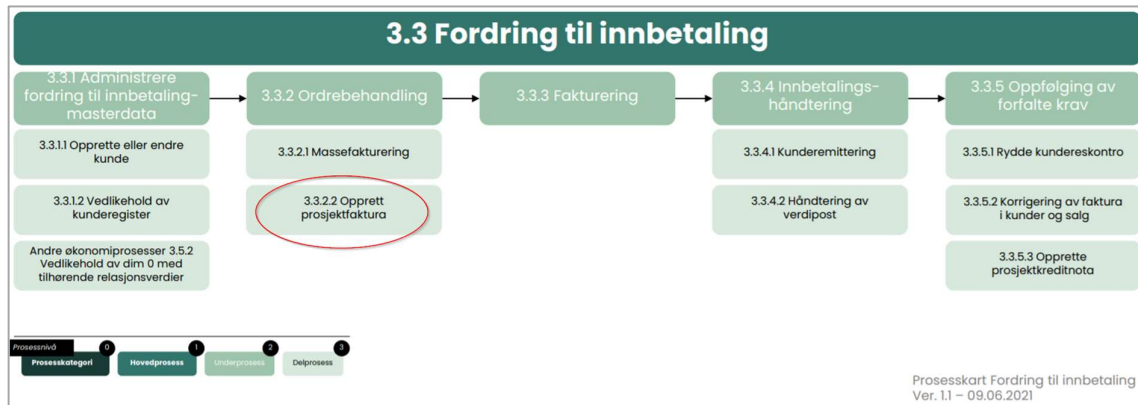 3.3 Fordring til innbetaling
3.3.1 Administrere
fordring til innbetaling-
masterdata
3.3.2 Ordrebehandling
3.3.3 Fakturering
3.3.4 Innbetalings-
håndtering
3.3.5 Oppfølging av
forfalte krav
3.3.1.1 Opprette eller endre
kunde
3.3.1.2 Vedlikehold av
kunderegister
Andre økonomiprosesser 3.5.2
Vedlikehold av dim 0 med
tilhørende relasjonsverdier
3.3.2.1 Massefakturering
3.3.2.2 Opprett
prosjektfaktura
3.3.4.1 Kunderemittering
3.3.4.2 Håndtering av
verdipost
3.3.5.1 Rydde kundereskontro
3.3.5.2 Korrigering av faktura
i kunder og salg
3.3.5.3 Opprette
prosjektkreditnota
Prosessnivå
0
1
2
3
Prosesskategori
Hovedprosess
Underprosess
Delprosess
Prosesskart Fordring til innbetaling
Ver. 1.1 – 09.06.2021